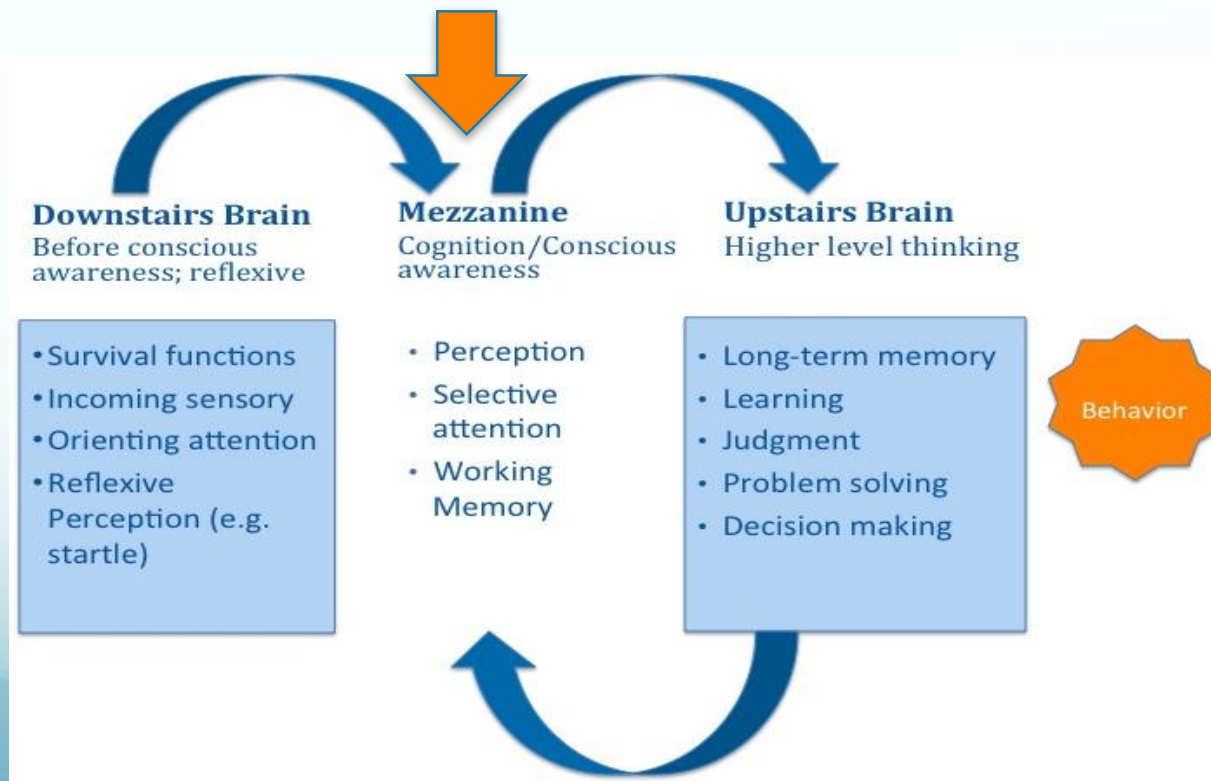 Downstairs Brain
Before conscious
awareness; reflexive
• Survival functions
• Incoming sensory
• Orienting attention
• Reflexive
Perception (e.g.
startle)
Mezzanine
Cognition/Conscious
awareness
• Perception
• Selective
attention
• Working
Memory
Upstairs Brain
Higher level thinking
• Long-term memory
• Learning
• Judgment
• Problem solving
• Decision making
Behavior